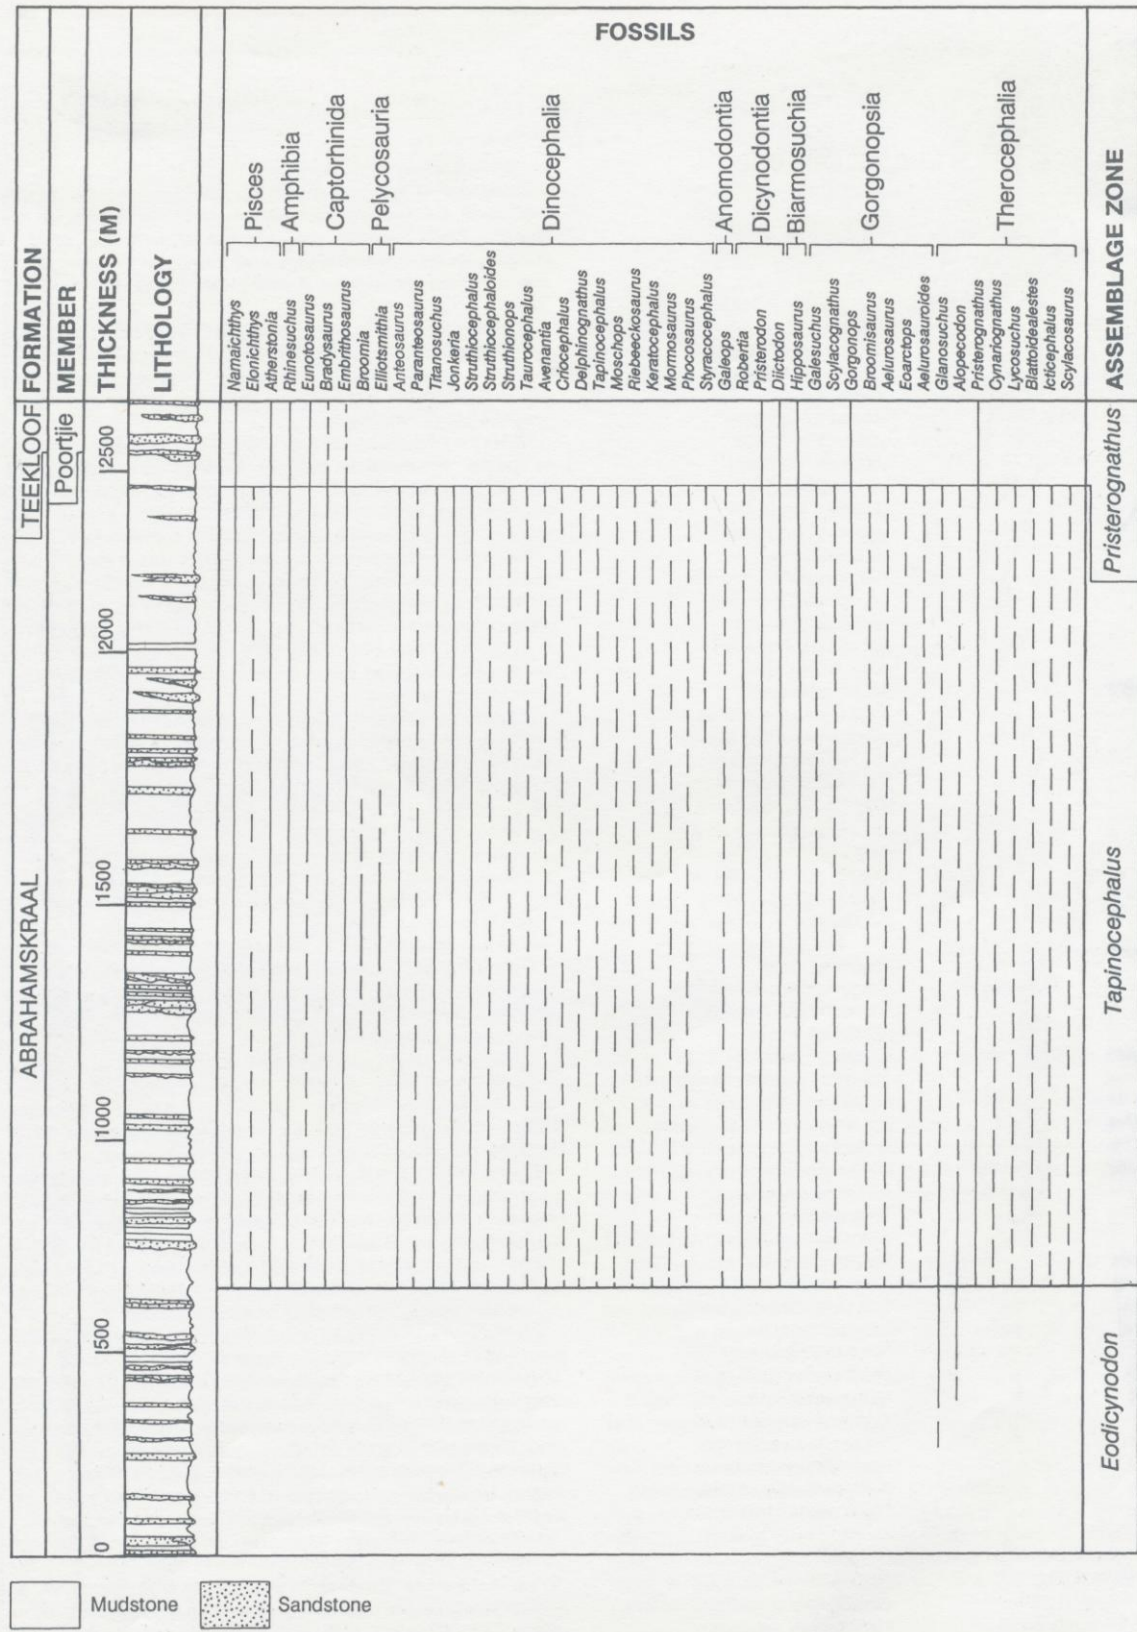 FOSSILS
FORMATION
TEEKLOOF
ABRAHAMSKRAAL
MEMBER
Poortjie
THICKNESS (M)
2500
2000
1500
1000
500
0
LITHOLOGY
Pisces
Amphibia
Captorhinida
Pelycosauria
Dinocephalia
Anomodontia
Dicynodontia
Biarmosuchia
Gorgonopsia
Therocephalia
Namaichthys
Elonichthys
Atherstonia
Rhinesuchus
Eunotosaurus
Bradysaurus
Embrithosaurus
Broomia
Elliotsmithia
Anteosaurus
Paranteosaurus
Titanosuchus
Jonkeria
Struthiocephalus
Struthiocephaloides
Struthionops
Taurocephalus
Avenantia
Criocephalus
Delphinognathus
Tapinocephalus
Moschops
Riebeeckosaurus
Keratocephalus
Mormosaurus
Phocosaurus
Styracocephalus
Galeops
Robertia
Pristerodon
Diictodon
Hipposaurus
Galesuchus
Scylacognathus
Gorgonops
Broomisaurus
Aelurosaurus
Eoarctops
Aelurosauroides
Glanosuchus
Alopecodon
Pristerognathus
Cynariognathus
Lycosuchus
Blattoidealestes
Icticephalus
Scylacosaurus
ASSEMBLAGE ZONE
Pristerognathus
Tapinocephalus
Eodicynodon
Mudstone
Sandstone